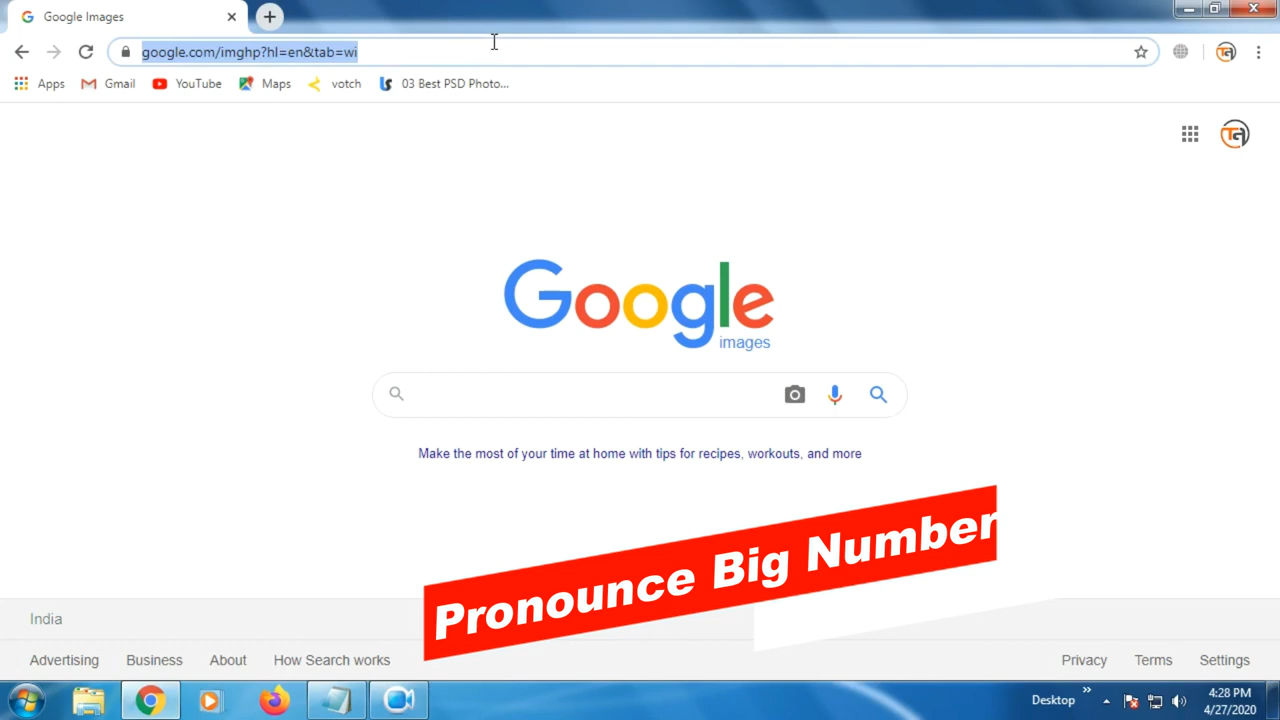 Google Images
google.com/imghp?hl=en&tab=wi
Apps Gmail YouTube Maps votch 03 Best PSD Photo...
Google
images
Make the most of your time at home with tips for recipes, workouts, and more
Pronounce Big Number
India
Advertising Business About How Search works Privacy Terms Settings
Desktop
4:28 PM
4/27/2020